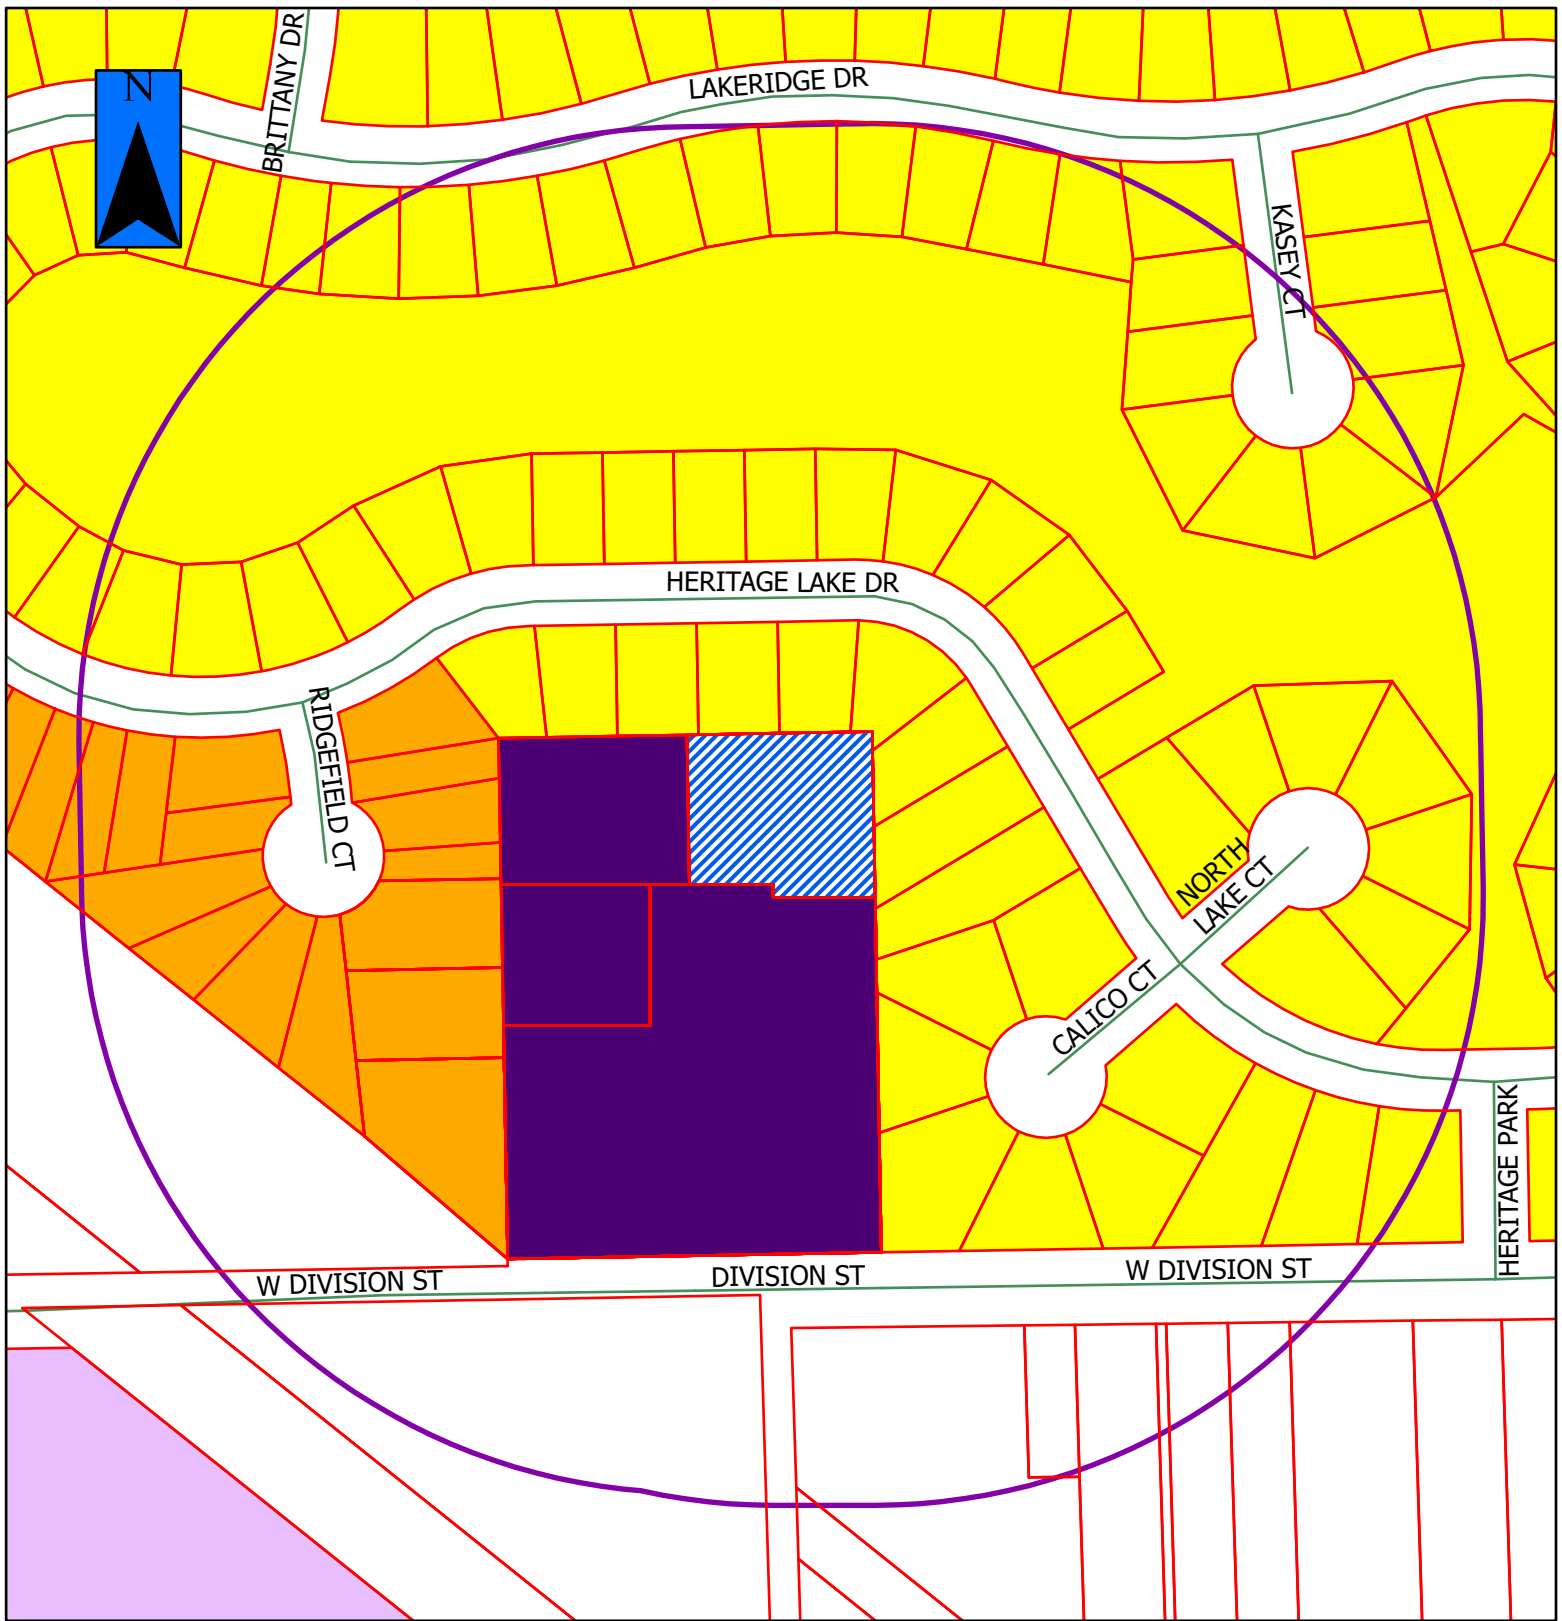 BRITTANY DR
LAKERIDGE DR
N
KASEY CT
HERITAGE LAKE DR
RIDGEFIELD CT
NORTH
LAKE CT
CALICO CT
HERITAGE PARK
W DIVISION ST
DIVISION ST
W DIVISION ST